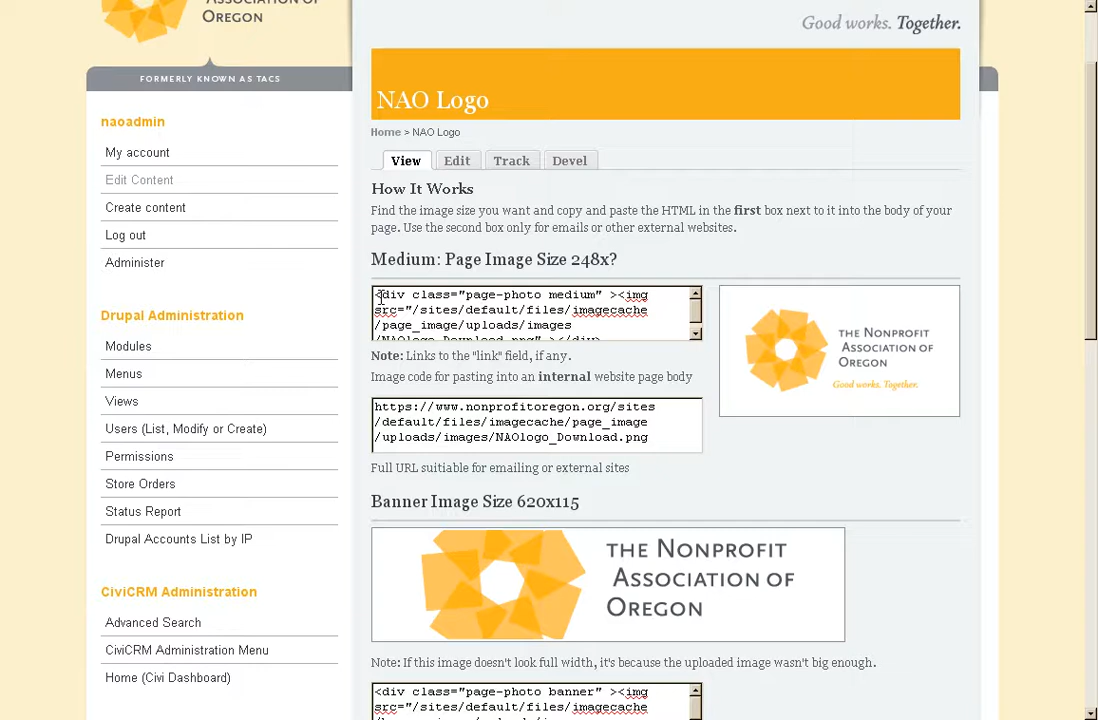 ASSOCIATION OF
OREGON
FORMERLY KNOWN AS TACS
naoadmin
My account
Edit Content
Create content
Log out
Administer
Drupal Administration
Modules
Menus
Views
Users (List, Modify or Create)
Permissions
Store Orders
Status Report
Drupal Accounts List by IP
CiviCRM Administration
Advanced Search
CiviCRM Administration Menu
Home (Civi Dashboard)
Good works. Together.
NAO Logo
Home > NAO Logo
View Edit Track Devel
How It Works
Find the image size you want and copy and paste the HTML in the first box next to it into the body of your
page. Use the second box only for emails or other external websites.
Medium: Page Image Size 248x?
<div class="page-photo medium" ><img
src="/sites/default/files/imagecache
/page_image/uploads/images
/NAOlogo_Download.png" ></div>
Note: Links to the "link" field, if any.
Image code for pasting into an internal website page body
https://www.nonprofitoregon.org/sites
/default/files/imagecache/page_image
/uploads/images/NAOlogo_Download.png
Full URL suitiable for emailing or external sites
THE NONPROFIT
ASSOCIATION OF
OREGON
Good works. Together.
Banner Image Size 620x115
THE NONPROFIT
ASSOCIATION OF
OREGON
Note: If this image doesn't look full width, it's because the uploaded image wasn't big enough.
<div class="page-photo banner" ><img
src="/sites/default/files/imagecache